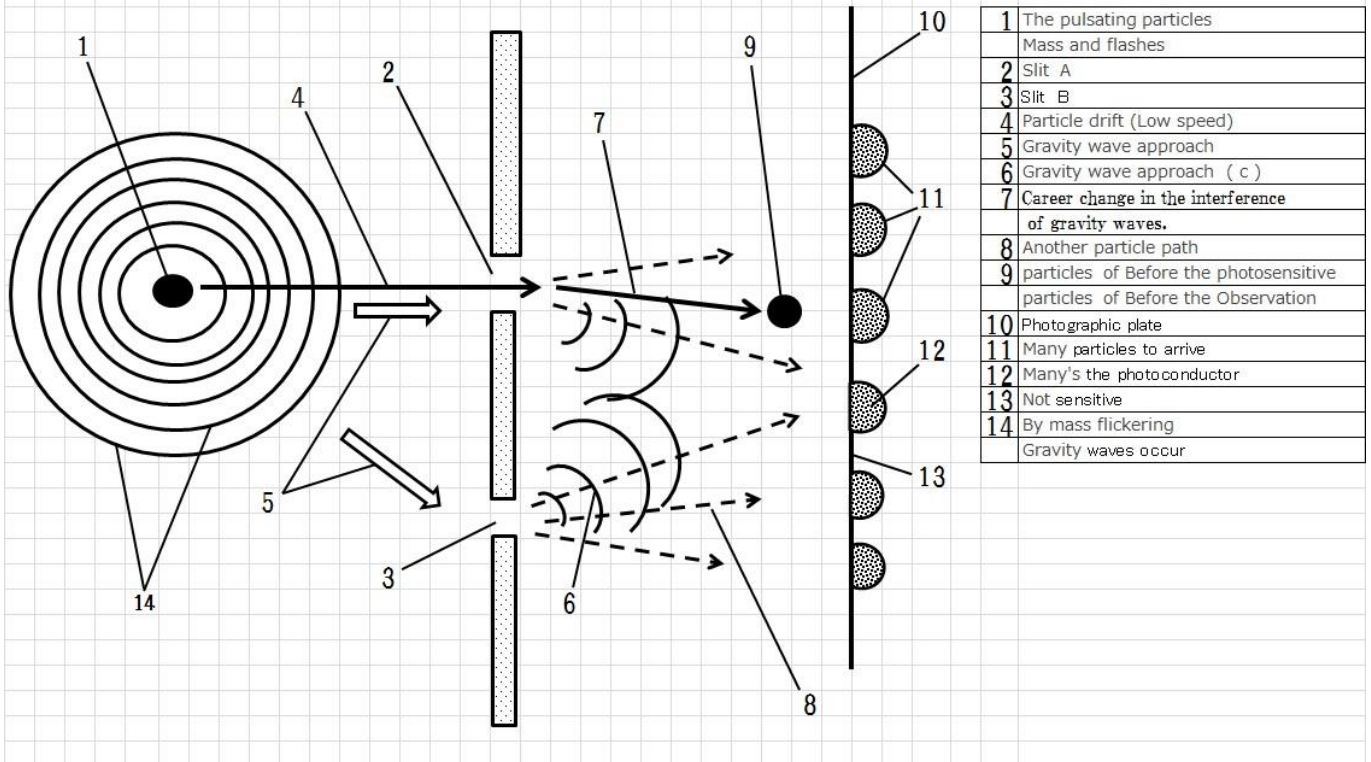 1
2
3
4
5
6
7
8
9
10
11
12
13
14
1 The pulsating particles
Mass and flashes
2 Slit A
3 Slit B
4 Particle drift (Low speed)
5 Gravity wave approach
6 Gravity wave approach ( c )
7 Career change in the interference
of gravity waves.
8 Another particle path
9 particles of Before the photosensitive
particles of Before the Observation
10 Photographic plate
11 Many particles to arrive
12 Many's the photoconductor
13 Not sensitive
14 By mass flickering
Gravity waves occur